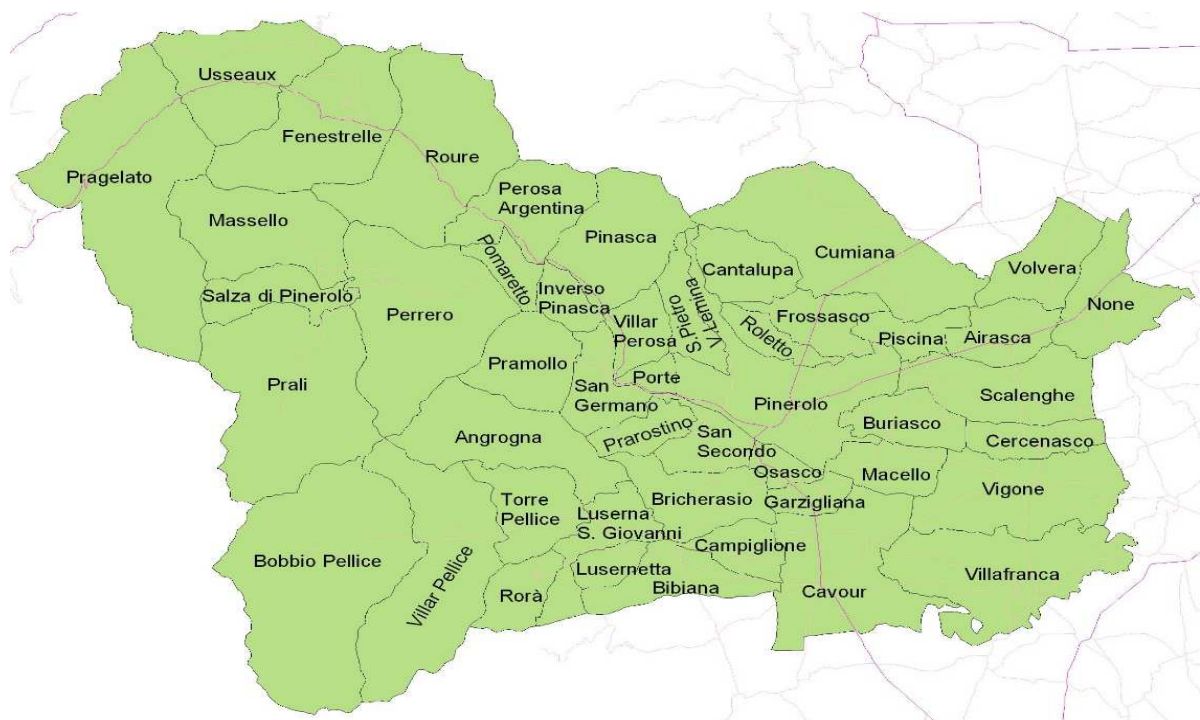 Usseaux
Fenestrelle
Roure
Pragelato
Perosa
Argentina
Massello
Pinasca
Cumiana
Pomaretto
Cantalupa
Volvera
Salza di Pinerolo
Inverso
Pinasca
V. Lemina
S. Pietro
None
Perrero
Villar
Perosa
Frossasco
Roletto
Piscina
Airasca
Pramollo
Prali
San
Germano
Porte
Pinerolo
Scalenghe
Buriasco
Angrogna
Prarostino
San
Secondo
Cercenasco
Osasco
Macello
Torre
Pellice
Bricherasio
Garzigliana
Vigone
Luserna
S. Giovanni
Bobbio Pellice
Villar Pellice
Campiglione
Lusernetta
Villafranca
Rorà
Bibiana
Cavour